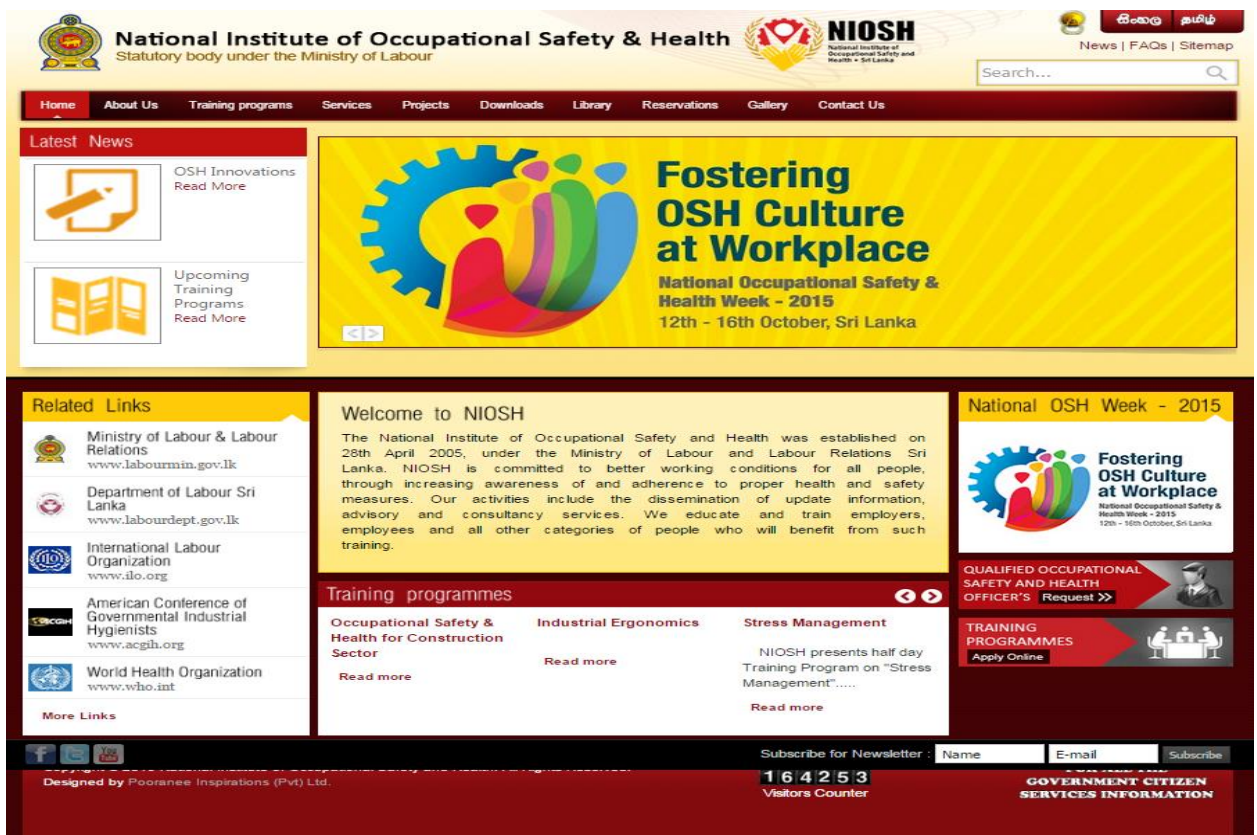 National Institute of Occupational Safety & Health
Statutory body under the Ministry of Labour
NIOSH
National Institute of
Occupational Safety and
Health • Sri Lanka
සිංහල தமிழ்
News | FAQs | Sitemap
Search...
Home About Us Training programs Services Projects Downloads Library Reservations Gallery Contact Us
Latest News
OSH Innovations
Read More
Upcoming
Training
Programs
Read More
Fostering
OSH Culture
at Workplace
National Occupational Safety &
Health Week - 2015
12th - 16th October, Sri Lanka
Related Links
Ministry of Labour & Labour
Relations
www.labourmin.gov.lk
Department of Labour Sri
Lanka
www.labourdept.gov.lk
International Labour
Organization
www.ilo.org
American Conference of
Governmental Industrial
Hygienists
www.acgih.org
World Health Organization
www.who.int
More Links
Welcome to NIOSH
The National Institute of Occupational Safety and Health was established on
28th April 2005, under the Ministry of Labour and Labour Relations Sri
Lanka. NIOSH is committed to better working conditions for all people,
through increasing awareness of and adherence to proper health and safety
measures. Our activities include the dissemination of update information,
advisory and consultancy services. We educate and train employers,
employees and all other categories of people who will benefit from such
training.
Training programmes
Occupational Safety &
Health for Construction
Sector
Read more
Industrial Ergonomics
Read more
Stress Management
NIOSH presents half day
Training Program on "Stress
Management".....
Read more
National OSH Week - 2015
Fostering
OSH Culture
at Workplace
National Occupational Safety &
Health Week - 2015
12th - 16th October, Sri Lanka
QUALIFIED OCCUPATIONAL
SAFETY AND HEALTH
OFFICER'S Request >>
TRAINING
PROGRAMMES
Apply Online
You
Tube
Subscribe for Newsletter : Name E-mail Subscribe
Designed by Pooranee Inspirations (Pvt) Ltd.
164253
Visitors Counter
GOVERNMENT CITIZEN
SERVICES INFORMATION